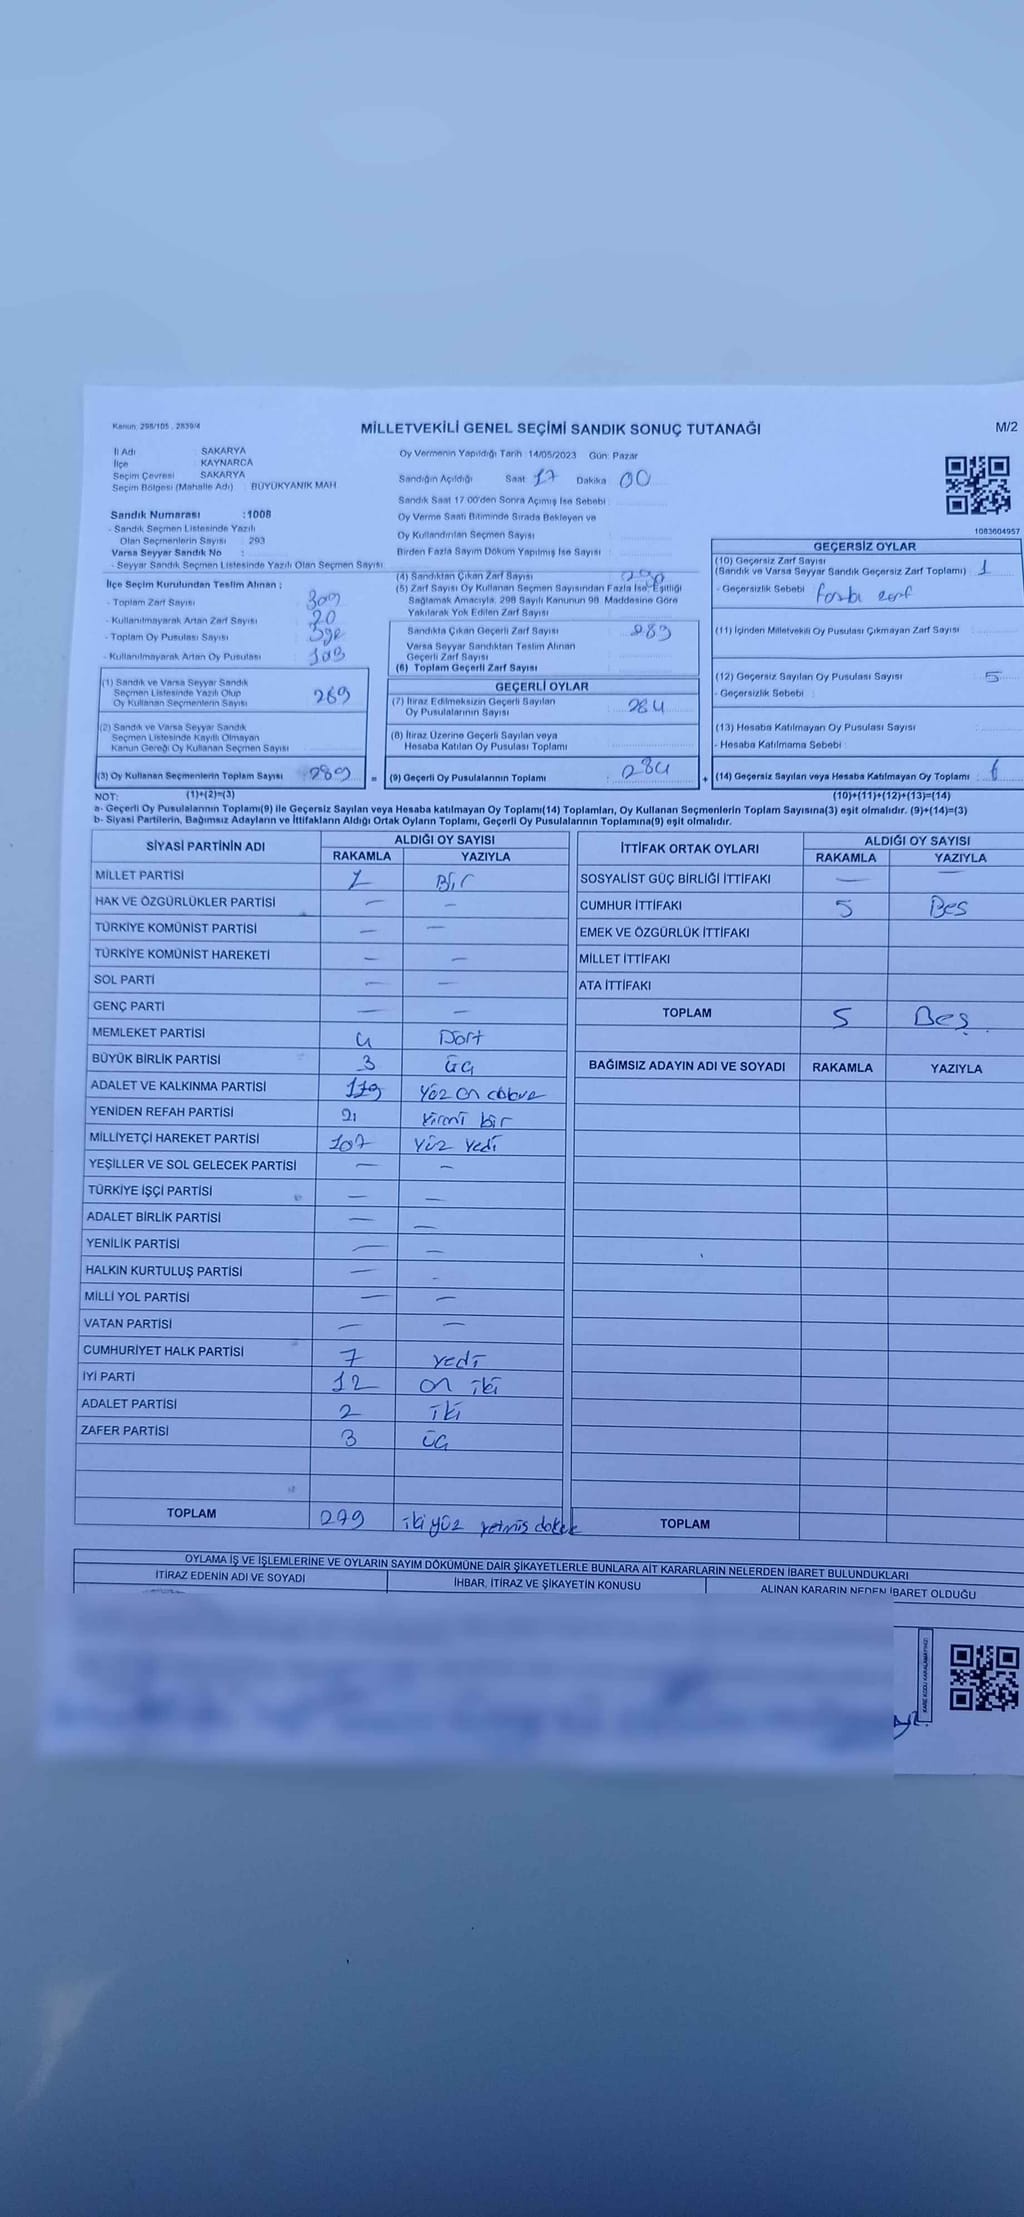 Kanun: 298/105 , 2839/4
MİLLETVEKİLİ GENEL SEÇİMİ SANDIK SONUÇ TUTANAĞI
M/2
İl Adı SAKARYA
İlçe KAYNARCA
Seçim Çevresi SAKARYA
Seçim Bölgesi (Mahalle Adı) : BÜYÜKYANIK MAH
Sandık Numarası :1008
- Sandık Seçmen Listesinde Yazılı
Olan Seçmenlerin Sayısı : 293
Varsa Seyyar Sandık No :
- Seyyar Sandık Seçmen Listesinde Yazılı Olan Seçmen Sayısı:
İlçe Seçim Kurulundan Teslim Alınan :
- Toplam Zarf Sayısı
- Kullanılmayarak Artan Zarf Sayısı 20
- Toplam Oy Pusulası Sayısı
- Kullanılmayarak Artan Oy Pusulası 103
(1) Sandık ve Varsa Seyyar Sandık
Seçmen Listesinde Yazılı Olup
Oy Kullanan Seçmenlerin Sayısı 269
(2) Sandık ve Varsa Seyyar Sandık
Seçmen Listesinde Kayıtlı Olmayan
Kanun Gereği Oy Kullanan Seçmen Sayısı
(3) Oy Kullanan Seçmenlerin Toplam Sayısı 289 =
(1)+(2)=(3)
Oy Vermenin Yapıldığı Tarih : 14/05/2023 Gün: Pazar
Sandığın Açıldığı Saat 17 Dakika 00
Sandık Saat 17.00'den Sonra Açımış İse Sebebi :
Oy Verme Saati Bitiminde Sırada Bekleyen ve
Oy Kullandırılan Seçmen Sayısı
Birden Fazla Sayım Döküm Yapılmış İse Sayısı :
(4) Sandıktan Çıkan Zarf Sayısı 290
(5) Zarf Sayısı Oy Kullanan Seçmen Sayısından Fazla İse, Eşitliği
Sağlamak Amacıyla, 298 Sayılı Kanunun 98. Maddesine Göre
Yakılarak Yok Edilen Zarf Sayısı
Sandıkta Çıkan Geçerli Zarf Sayısı 289
Varsa Seyyar Sandıktan Teslim Alınan
Geçerli Zarf Sayısı
(6) Toplam Geçerli Zarf Sayısı
GEÇERLİ OYLAR
(7) İtiraz Edilmeksizin Geçerli Sayılan
Oy Pusulalarının Sayısı 284
(8) İtiraz Üzerine Geçerli Sayılan veya
Hesaba Katılan Oy Pusulası Toplamı
(9) Geçerli Oy Pusulalarının Toplamı 284 +
1083604957
GEÇERSİZ OYLAR
(10) Geçersiz Zarf Sayısı
(Sandık ve Varsa Seyyar Sandık Geçersiz Zarf Toplamı) : 1
- Geçersizlik Sebebi : zarf
(11) İçinden Milletvekili Oy Pusulası Çıkmayan Zarf Sayısı
(12) Geçersiz Sayılan Oy Pusulası Sayısı 5
- Geçersizlik Sebebi :
(13) Hesaba Katılmayan Oy Pusulası Sayısı
- Hesaba Katılmama Sebebi :
(14) Geçersiz Sayılan veya Hesaba Katılmayan Oy Toplamı 6
(10)+(11)+(12)+(13)=(14)
NOT:
a- Geçerli Oy Pusulalarının Toplamı(9) ile Geçersiz Sayılan veya Hesaba katılmayan Oy Toplamı(14) Toplamları, Oy Kullanan Seçmenlerin Toplam Sayısına(3) eşit olmalıdır. (9)+(14)=(3)
b- Siyasi Partilerin, Bağımsız Adayların ve İttifakların Aldığı Ortak Oyların Toplamı, Geçerli Oy Pusulalarının Toplamına(9) eşit olmalıdır.
SİYASİ PARTİNİN ADI ALDIĞI OY SAYISI
RAKAMLA YAZIYLA
MİLLET PARTİSİ 1 Bir
HAK VE ÖZGÜRLÜKLER PARTİSİ — —
TÜRKİYE KOMÜNİST PARTİSİ — —
TÜRKİYE KOMÜNİST HAREKETİ — —
SOL PARTİ — —
GENÇ PARTİ — —
MEMLEKET PARTİSİ 4 Dört
BÜYÜK BİRLİK PARTİSİ 3 üç
ADALET VE KALKINMA PARTİSİ 119 Yüz on
YENİDEN REFAH PARTİSİ 21 Yirmi bir
MİLLİYETÇİ HAREKET PARTİSİ 107 Yüz Yedi
YEŞİLLER VE SOL GELECEK PARTİSİ — —
TÜRKİYE İŞÇİ PARTİSİ — —
ADALET BİRLİK PARTİSİ — —
YENİLİK PARTİSİ — —
HALKIN KURTULUŞ PARTİSİ — -
MİLLİ YOL PARTİSİ — —
VATAN PARTİSİ — —
CUMHURİYET HALK PARTİSİ 7 Yedi
İYİ PARTİ 12 on iki
ADALET PARTİSİ 2 iki
ZAFER PARTİSİ 3 üç
TOPLAM 279 iki yüz yetmiş
İTTİFAK ORTAK OYLARI ALDIĞI OY SAYISI
RAKAMLA YAZIYLA
SOSYALİST GÜÇ BİRLİĞİ İTTİFAKI — —
CUMHUR İTTİFAKI 5 Bes
EMEK VE ÖZGÜRLÜK İTTİFAKI
MİLLET İTTİFAKI
ATA İTTİFAKI
TOPLAM 5 Beş
BAĞIMSIZ ADAYIN ADI VE SOYADI RAKAMLA YAZIYLA
TOPLAM
OYLAMA İŞ VE İŞLEMLERİNE VE OYLARIN SAYIM DÖKÜMÜNE DAİR ŞİKAYETLERLE BUNLARA AİT KARARLARIN NELERDEN İBARET BULUNDUKLARI
İTİRAZ EDENİN ADI VE SOYADI İHBAR, İTİRAZ VE ŞİKAYETİN KONUSU ALINAN KARARIN NEDEN İBARET OLDUĞU
KARE KODU KARALAMAYINIZ!